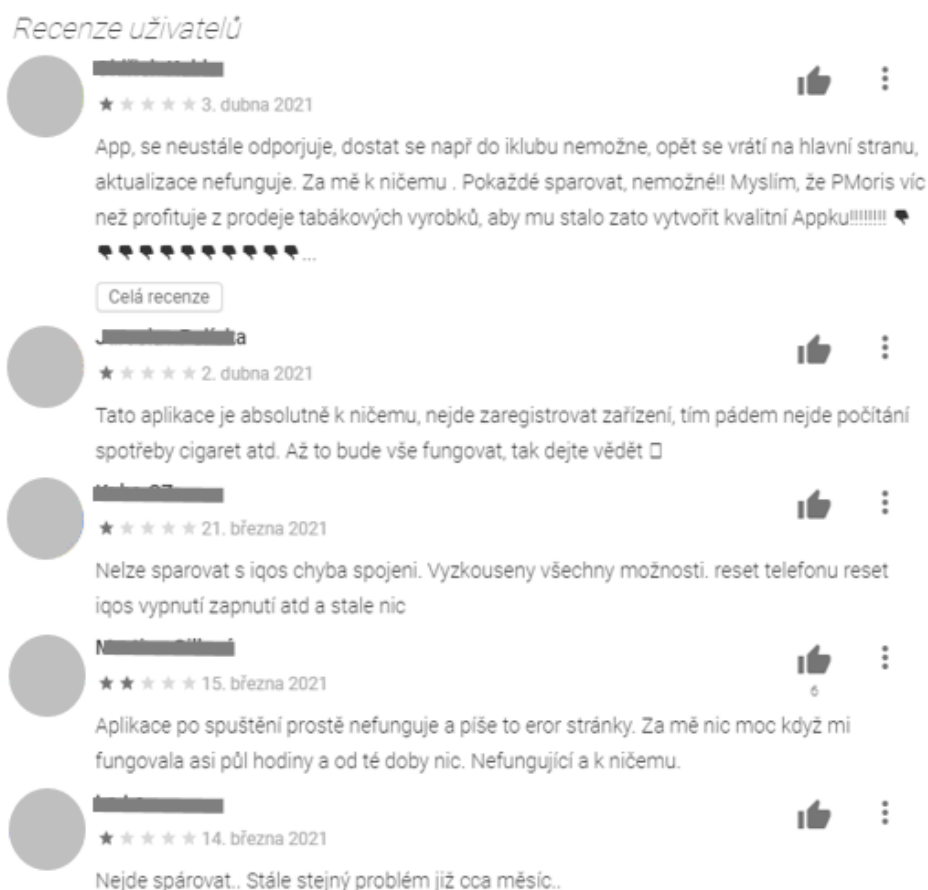 Recenze uživatelů
3. dubna 2021
App, se neustále odporjuje, dostat se např do iklubu nemožne, opět se vrátí na hlavní stranu,
aktualizace nefunguje. Za mě k ničemu . Pokaždé sparovat, nemožné!! Myslím, že PMoris víc
než profituje z prodeje tabákových vyrobků, aby mu stalo zato vytvořit kvalitní Appku!!!!!!!!! 👎
👎👎👎👎👎👎👎👎👎👎...
Celá recenze
2. dubna 2021
Tato aplikace je absolutně k ničemu, nejde zaregistrovat zařízení, tím pádem nejde počítání
spotřeby cigaret atd. Až to bude vše fungovat, tak dejte vědět
21. března 2021
Nelze sparovat s iqos chyba spojeni. Vyzkouseny všechny možnosti. reset telefonu reset
iqos vypnutí zapnutí atd a stale nic
15. března 2021
6
Aplikace po spuštění prostě nefunguje a píše to eror stránky. Za mě nic moc když mi
fungovala asi půl hodiny a od té doby nic. Nefungující a k ničemu.
14. března 2021
Nejde spárovat.. Stále stejný problém již cca měsíc..